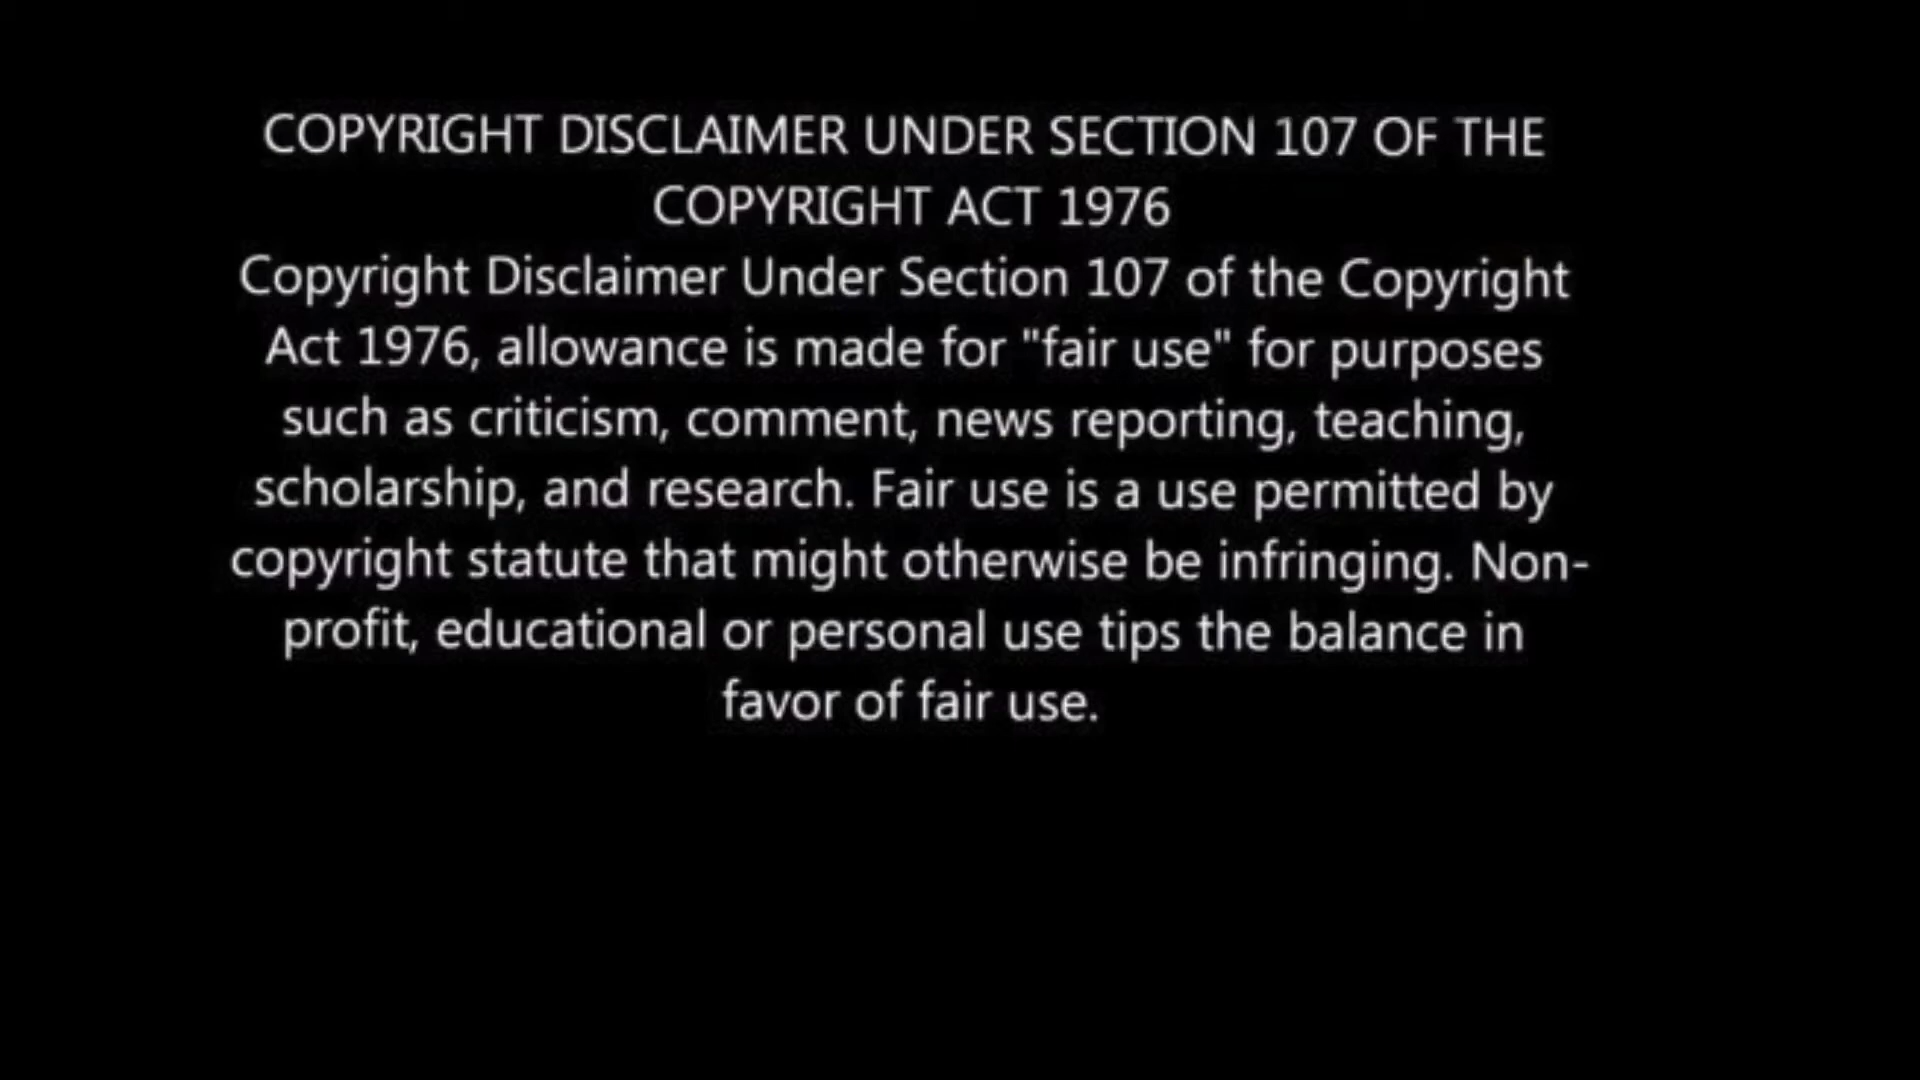 COPYRIGHT DISCLAIMER UNDER SECTION 107 OF THE
COPYRIGHT ACT 1976
Copyright Disclaimer Under Section 107 of the Copyright
Act 1976, allowance is made for "fair use" for purposes
such as criticism, comment, news reporting, teaching,
scholarship, and research. Fair use is a use permitted by
copyright statute that might otherwise be infringing. Non-
profit, educational or personal use tips the balance in
favor of fair use.